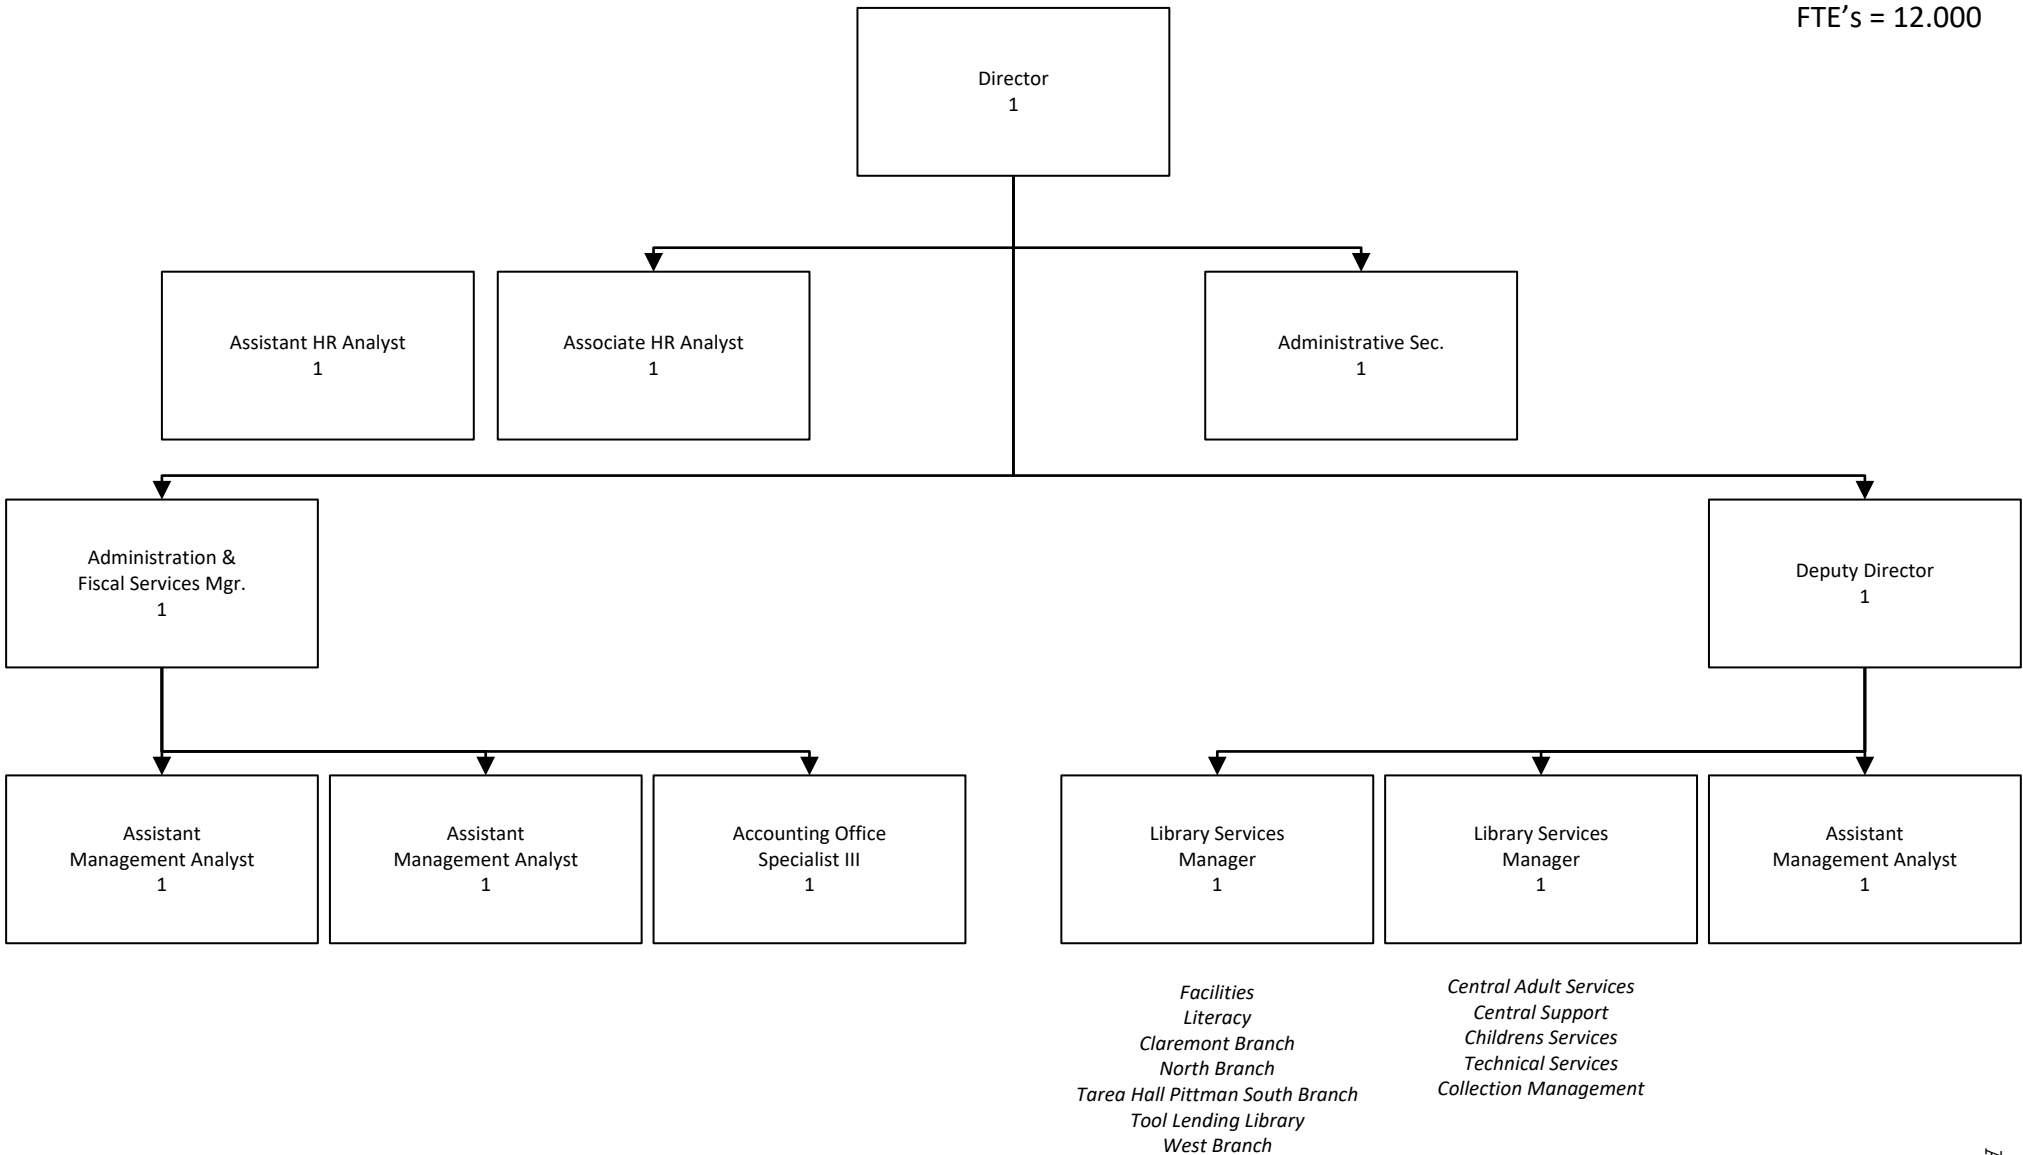 FTE’s = 12.000
Director
1
Assistant HR Analyst
1
Associate HR Analyst
1
Administrative Sec.
1
Administration &
Fiscal Services Mgr.
1
Deputy Director
1
Assistant
Management Analyst
1
Assistant
Management Analyst
1
Accounting Office
Specialist III
1
Library Services
Manager
1
Library Services
Manager
1
Assistant
Management Analyst
1
Facilities
Literacy
Claremont Branch
North Branch
Tarea Hall Pittman South Branch
Tool Lending Library
West Branch
Central Adult Services
Central Support
Childrens Services
Technical Services
Collection Management